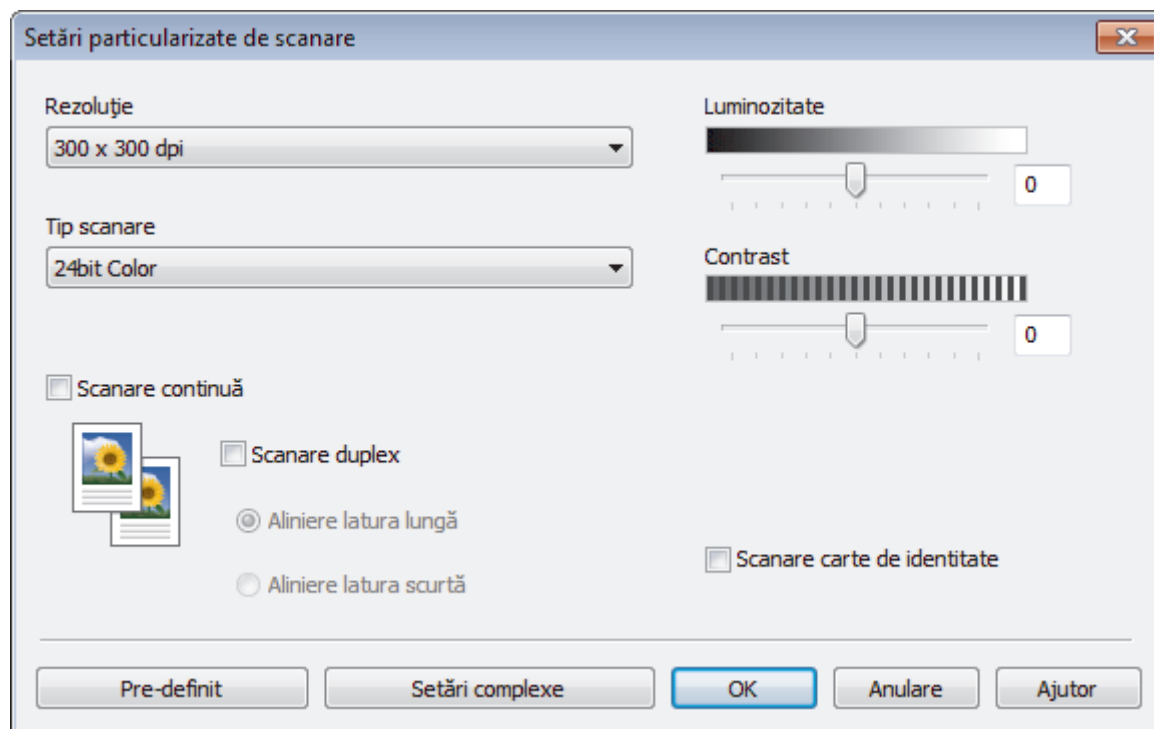 Setări particularizate de scanare
Rezoluţie
300 x 300 dpi
Tip scanare
24bit Color
Luminozitate
0
Contrast
0
Scanare continuă
Scanare duplex
Aliniere latura lungă
Aliniere latura scurtă
Scanare carte de identitate
Pre-definit
Setări complexe
OK
Anulare
Ajutor